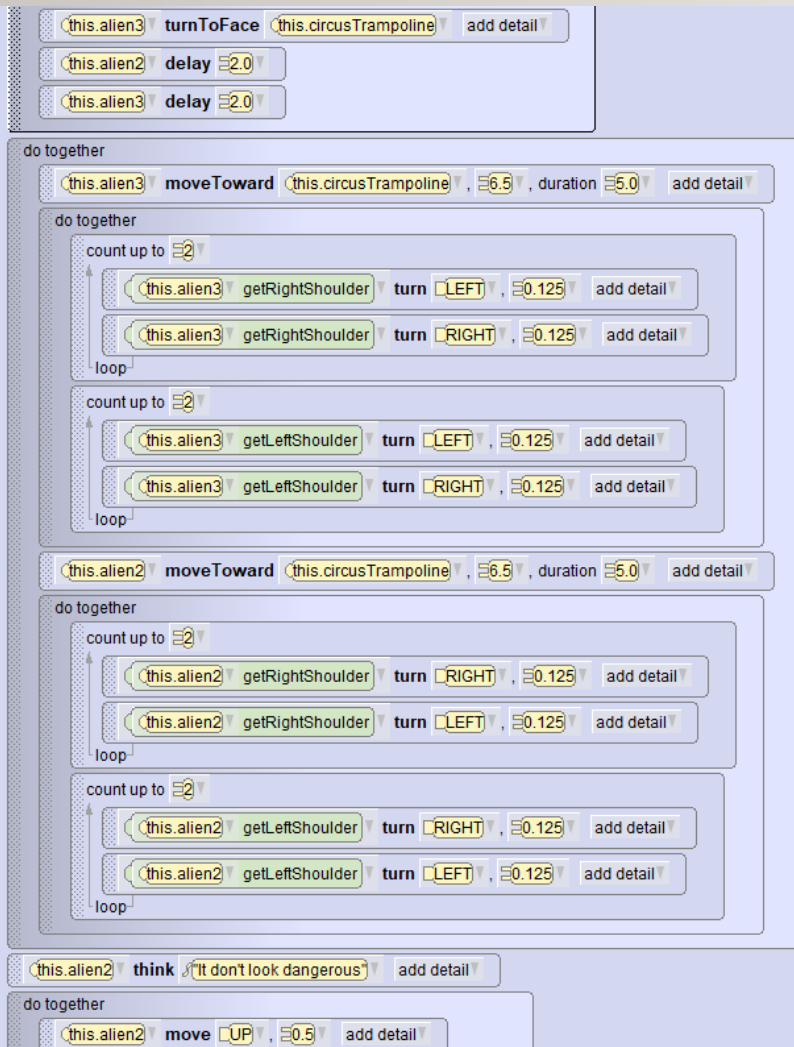 this.alien3 turnToFace this.circusTrampoline add detail
this.alien2 delay 2.0
this.alien3 delay 2.0
do together
this.alien3 moveToward this.circusTrampoline , 6.5 , duration 5.0 add detail
do together
count up to 2
this.alien3 getRightShoulder turn LEFT , 0.125 add detail
this.alien3 getRightShoulder turn RIGHT , 0.125 add detail
loop
count up to 2
this.alien3 getLeftShoulder turn LEFT , 0.125 add detail
this.alien3 getLeftShoulder turn RIGHT , 0.125 add detail
loop
this.alien2 moveToward this.circusTrampoline , 6.5 , duration 5.0 add detail
do together
count up to 2
this.alien2 getRightShoulder turn RIGHT , 0.125 add detail
this.alien2 getRightShoulder turn LEFT , 0.125 add detail
loop
count up to 2
this.alien2 getLeftShoulder turn RIGHT , 0.125 add detail
this.alien2 getLeftShoulder turn LEFT , 0.125 add detail
loop
this.alien2 think "It don't look dangerous" add detail
do together
this.alien2 move UP , 0.5 add detail